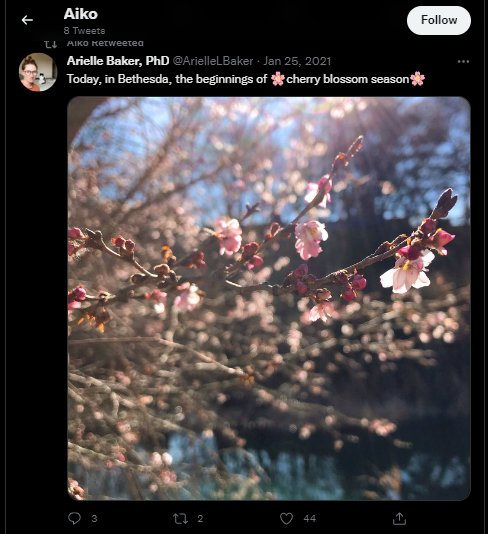 Aiko
Follow
8 Tweets
Aiko Retweeted
Arielle Baker, PhD @ArielleLBaker · Jan 25, 2021
Today, in Bethesda, the beginnings of 🌸cherry blossom season🌸
3
2
44